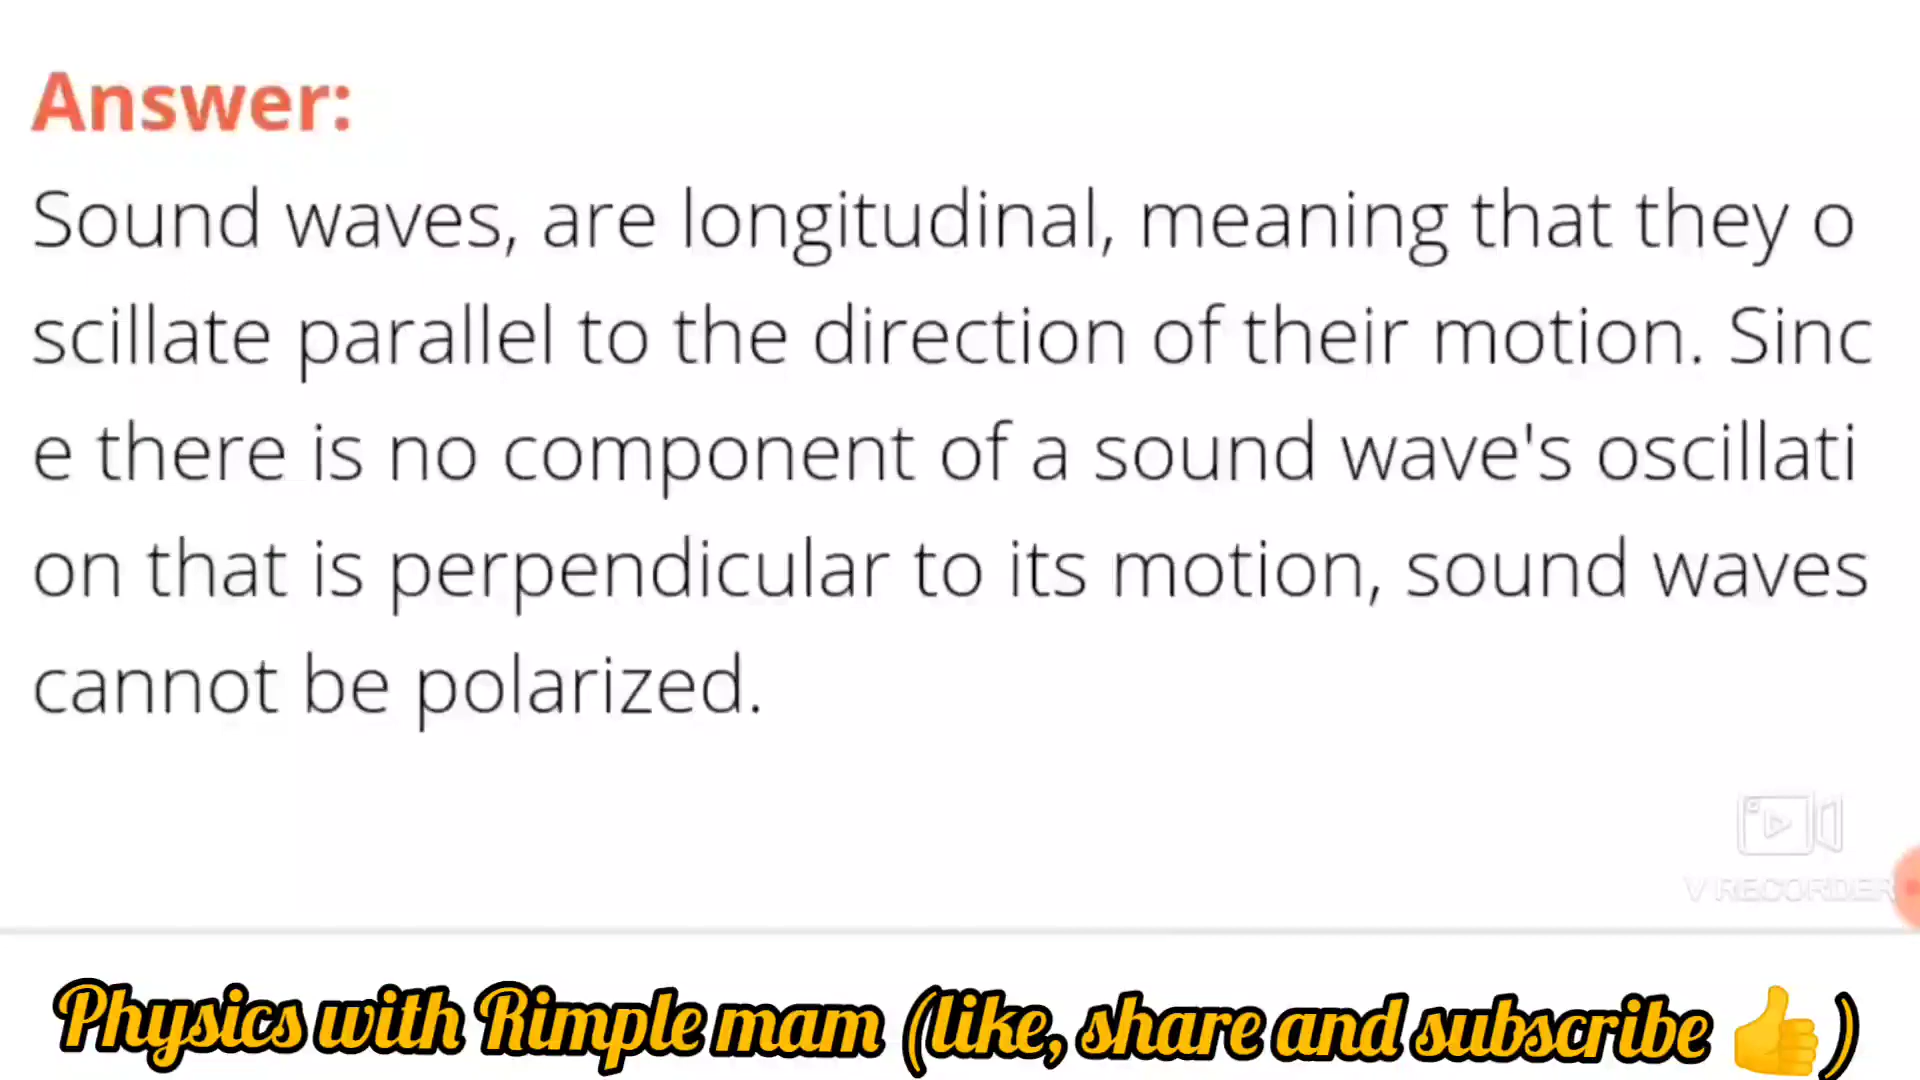 Answer:
Sound waves, are longitudinal, meaning that they o
scillate parallel to the direction of their motion. Sinc
e there is no component of a sound wave's oscillati
on that is perpendicular to its motion, sound waves
cannot be polarized.
V RECORDER
Physics with Rimple mam (like, share and subscribe 👍)